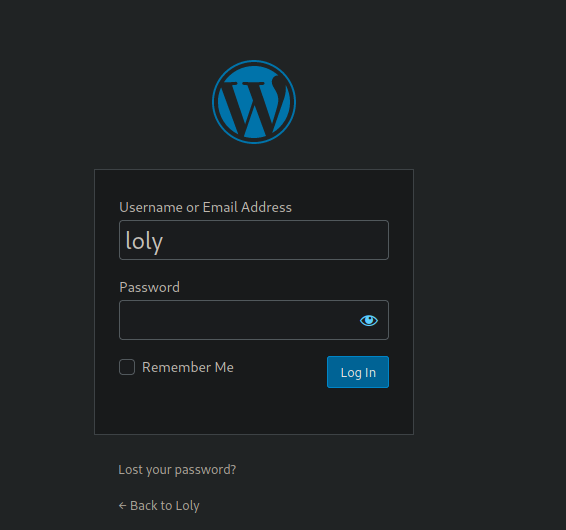 Username or Email Address
loly
Password
Remember Me
Log In
Lost your password?
← Back to Loly